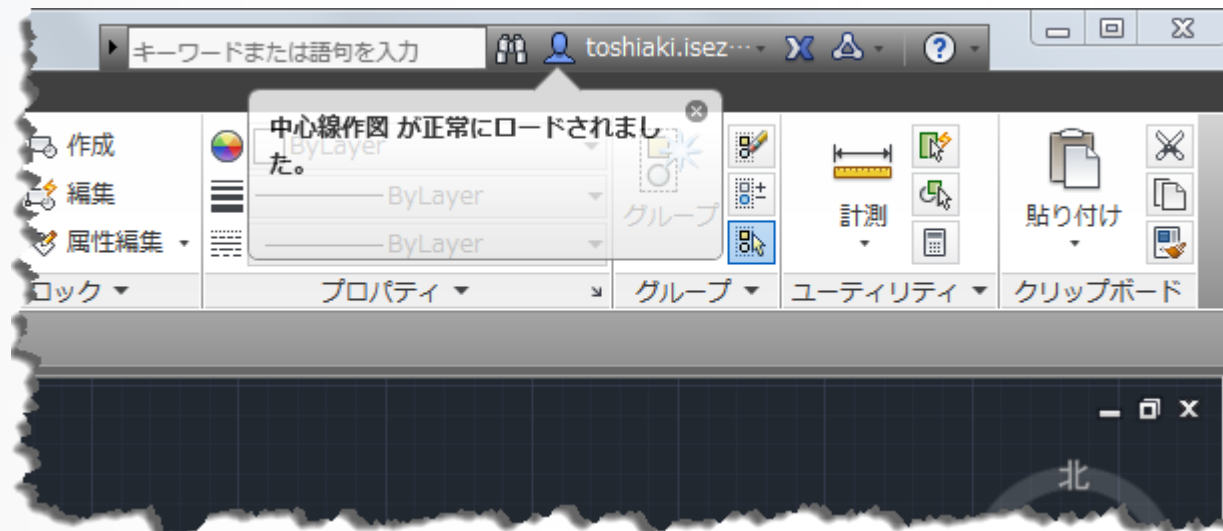 キーワードまたは語句を入力
toshiaki.isez…
中心線作図 が正常にロードされまし
た。
作成
編集
属性編集
ByLayer
ByLayer
ByLayer
グループ
計測
貼り付け
ロック
プロパティ
グループ
ユーティリティ
クリップボード
北